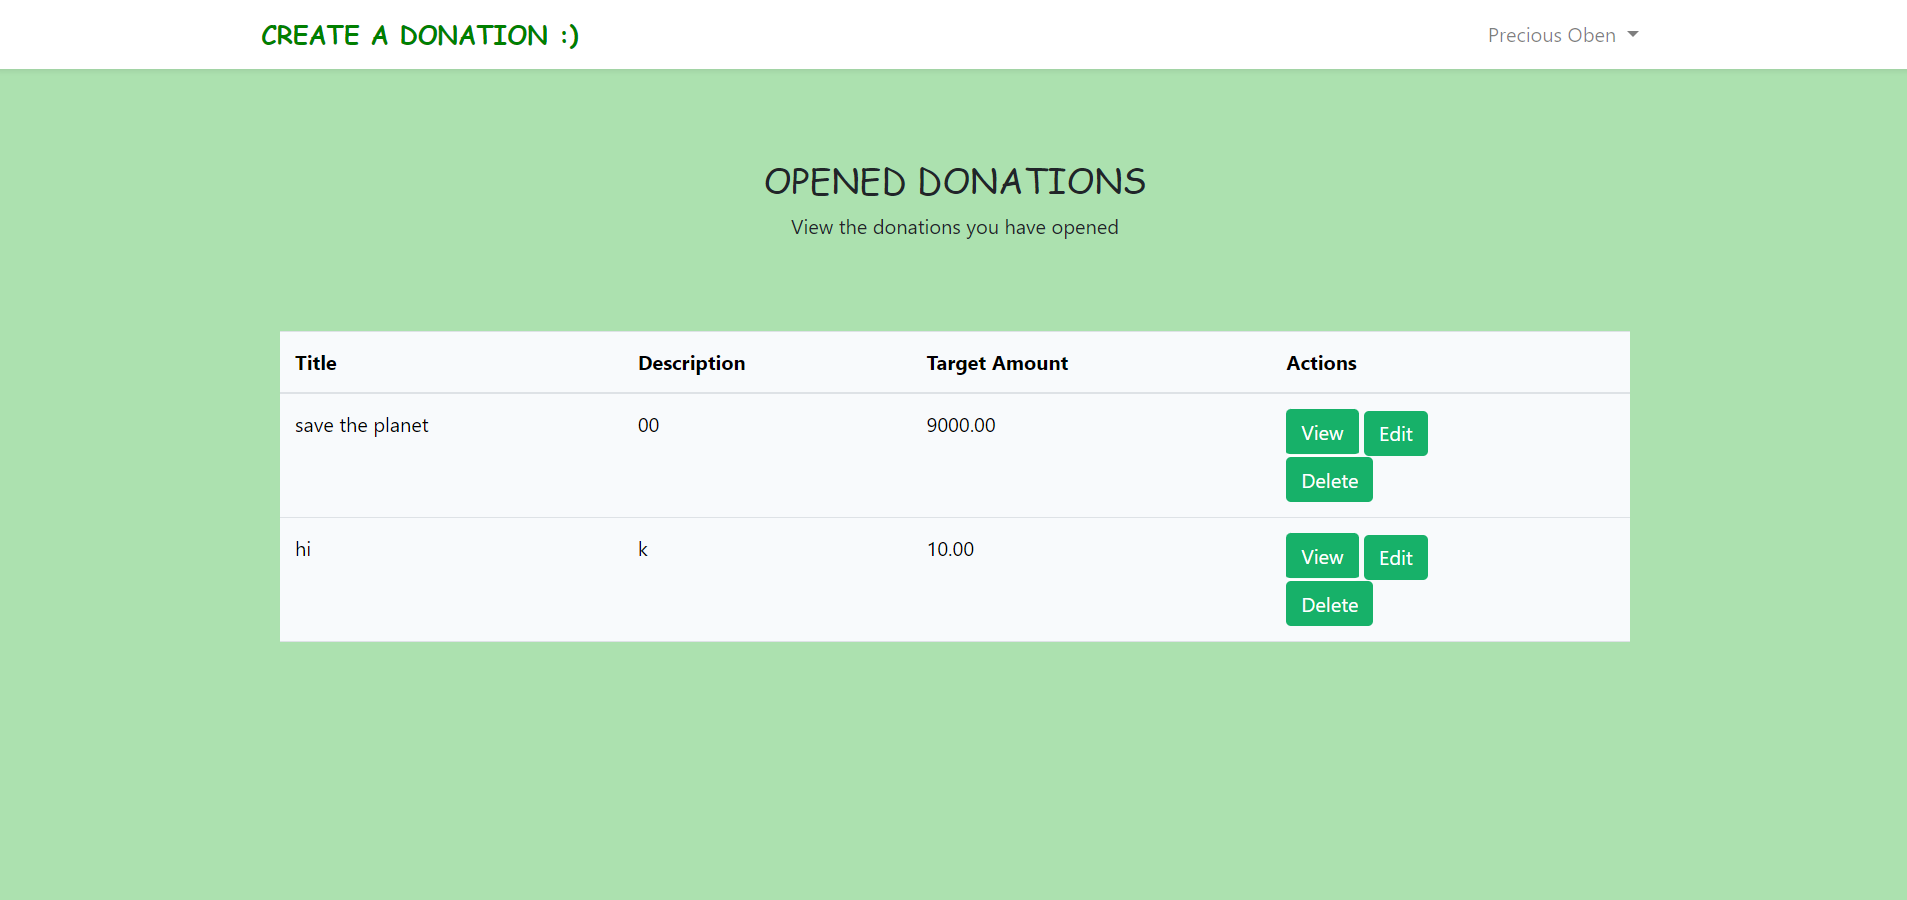 CREATE A DONATION :) Precious Oben
OPENED DONATIONS
View the donations you have opened
Title Description Target Amount Actions
save the planet 00 9000.00 View Edit
Delete
hi k 10.00 View Edit
Delete